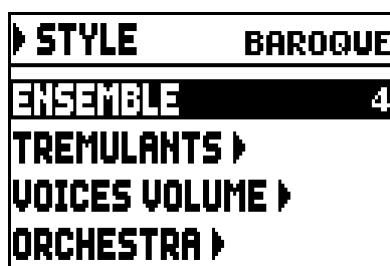 STYLE BAROQUE
ENSEMBLE 4
TREMULANTS
VOICES VOLUME
ORCHESTRA